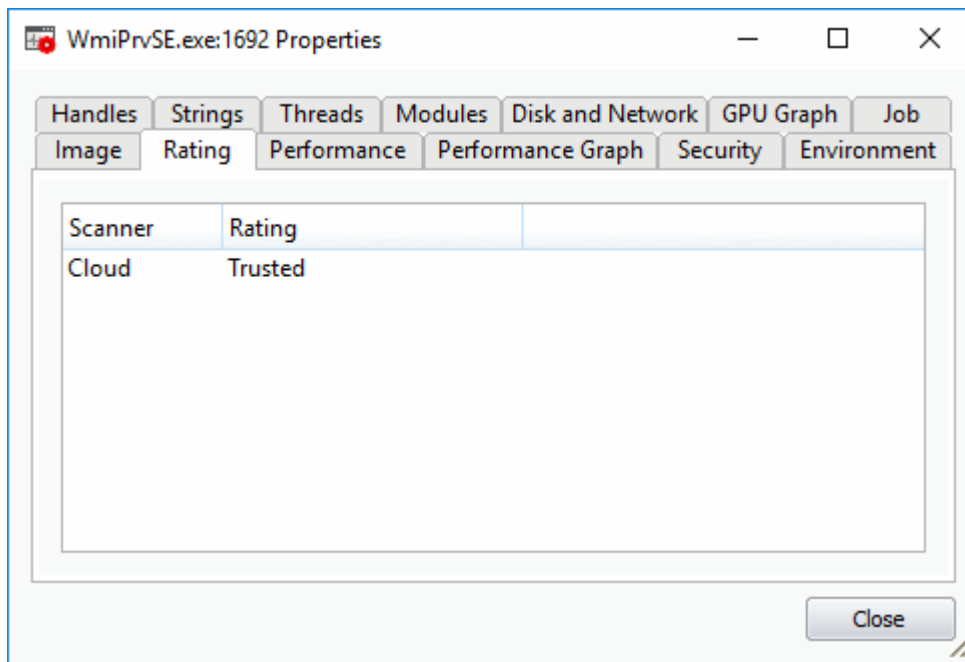 WmiPrvSE.exe:1692 Properties
Handles Strings Threads Modules Disk and Network GPU Graph Job
Image Rating Performance Performance Graph Security Environment
Scanner Rating
Cloud Trusted
Close